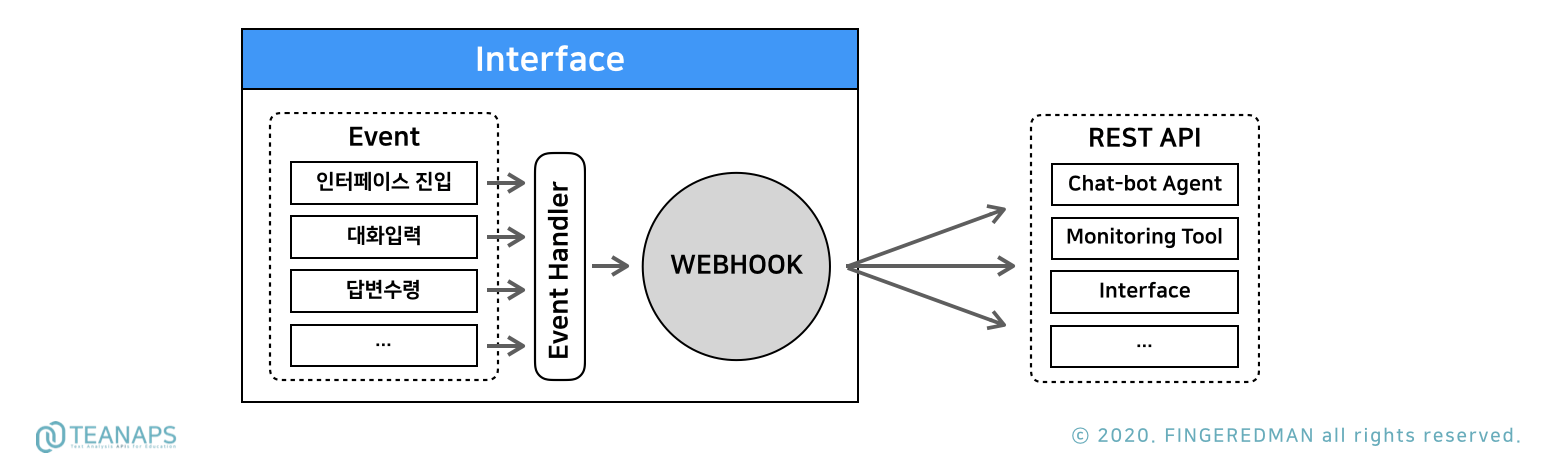 Interface
Event
인터페이스 진입
대화입력
답변수령
...
Event Handler
WEBHOOK
REST API
Chat-bot Agent
Monitoring Tool
Interface
...
TEANAPS
Text Analysis APIs for Education
© 2020. FINGEREDMAN all rights reserved.